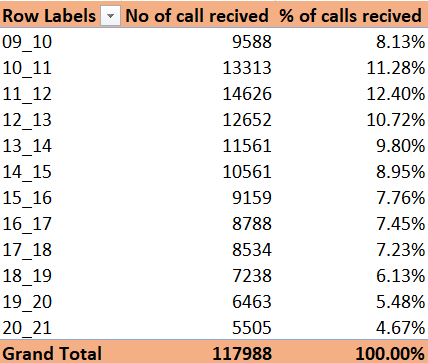 Row Labels No of call recived % of calls recived
09_10 9588 8.13%
10_11 13313 11.28%
11_12 14626 12.40%
12_13 12652 10.72%
13_14 11561 9.80%
14_15 10561 8.95%
15_16 9159 7.76%
16_17 8788 7.45%
17_18 8534 7.23%
18_19 7238 6.13%
19_20 6463 5.48%
20_21 5505 4.67%
Grand Total 117988 100.00%